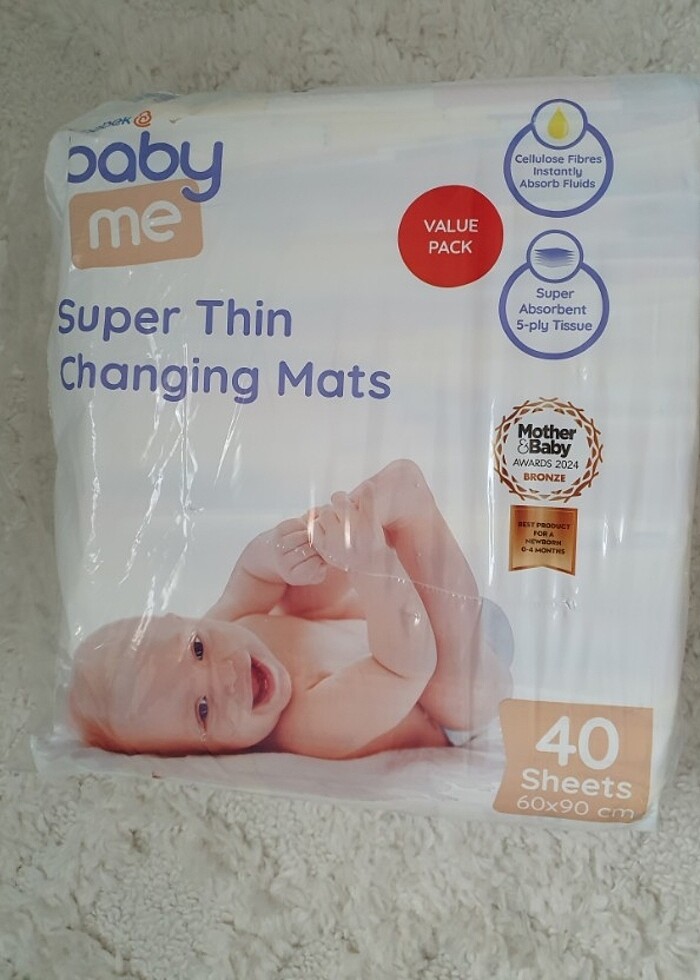 baby
me
Super Thin
Changing Mats
VALUE
PACK
Cellulose Fibres
Instantly
Absorb Fluids
Super
Absorbent
5-ply Tissue
Mother
&Baby
AWARDS 2024
BRONZE
BEST PRODUCT
FOR A
NEWBORN
0-4 MONTHS
40
Sheets
60x90 cm